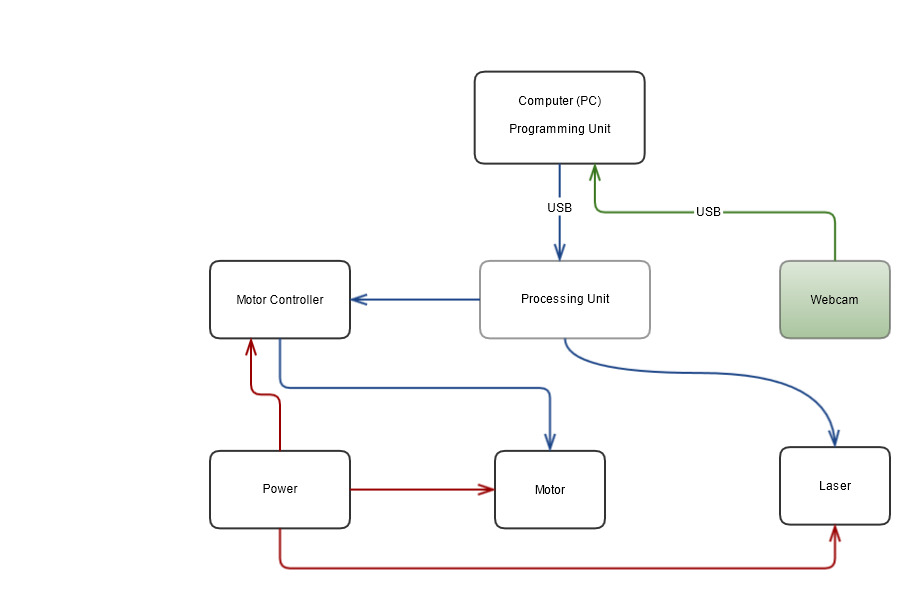 Computer (PC)
Programming Unit
USB
USB
Motor Controller
Processing Unit
Webcam
Power
Motor
Laser